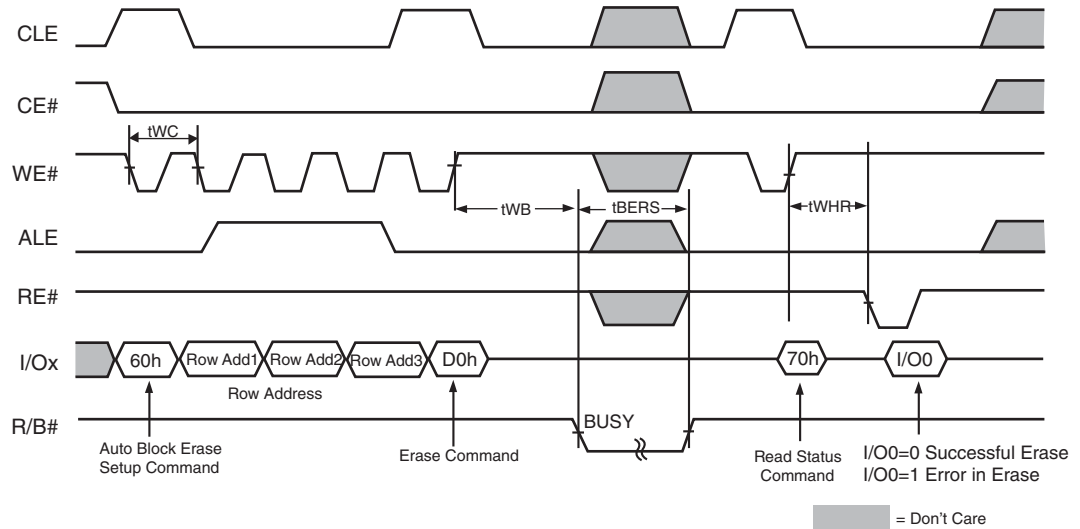 CLE
CE#
tWC
WE#
tWB
tBERS
tWHR
ALE
RE#
I/Ox
60h
Row Add1
Row Add2
Row Add3
D0h
70h
I/O0
Row Address
R/B#
BUSY
Auto Block Erase
Setup Command
Erase Command
Read Status
Command
I/O0=0 Successful Erase
I/O0=1 Error in Erase
= Don't Care